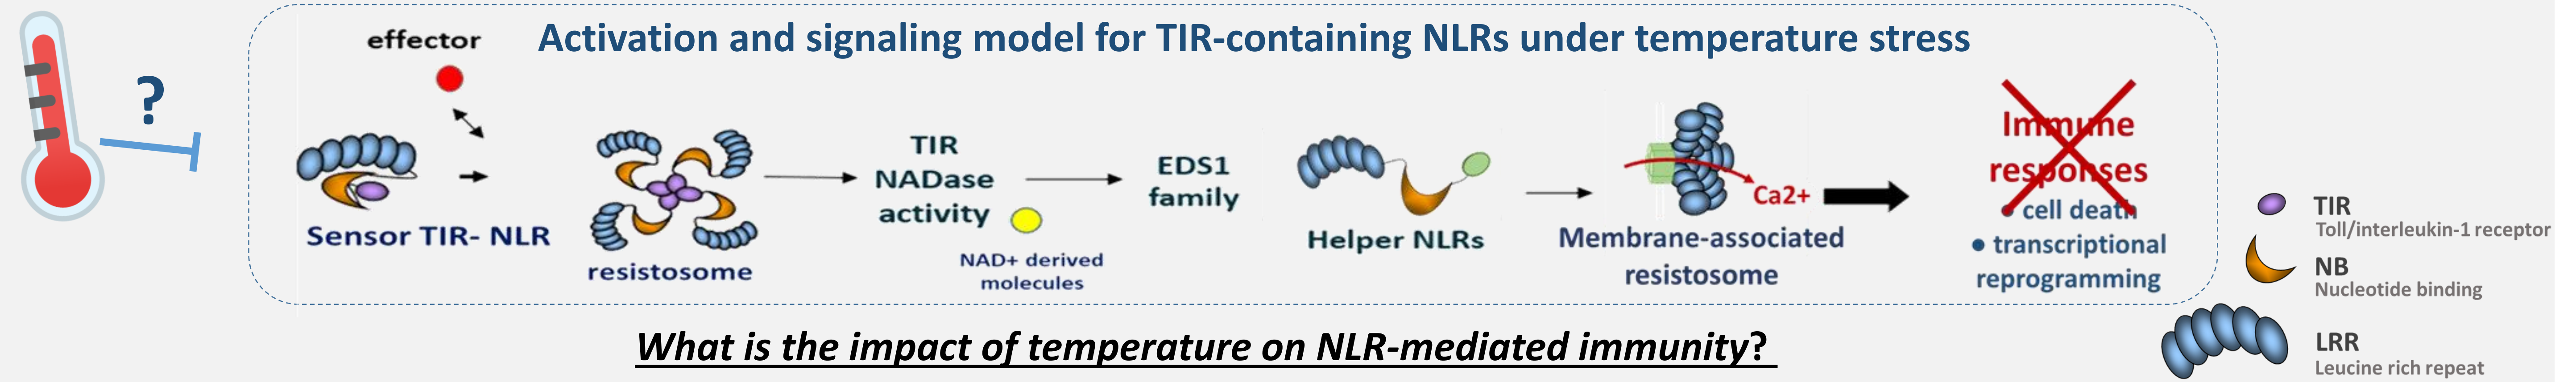 Activation and signaling model for TIR-containing NLRs under temperature stress
?
effector
Sensor TIR- NLR
resistosome
TIR
NADase
activity
NAD+ derived
molecules
EDS1
family
Helper NLRs
Ca2+
Membrane-associated
resistosome
Immune
responses
• cell death
• transcriptional
reprogramming
TIR
Toll/interleukin-1 receptor
NB
Nucleotide binding
LRR
Leucine rich repeat
What is the impact of temperature on NLR-mediated immunity?